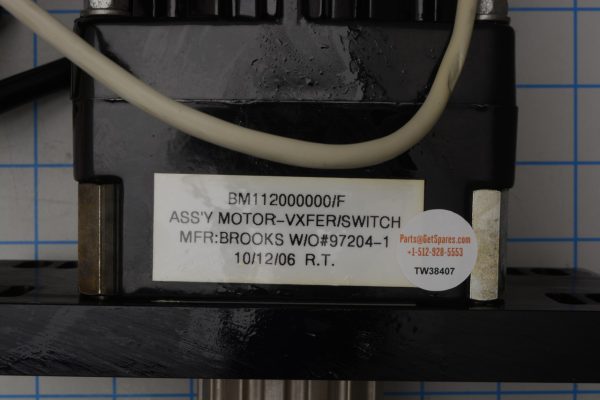 BM112000000/F
ASS'Y MOTOR-VXFER/SWITCH
MFR:BROOKS W/O#97204-1
10/12/06 R.T.
Parts@GetSpares.com
+1-512-928-5553
TW38407